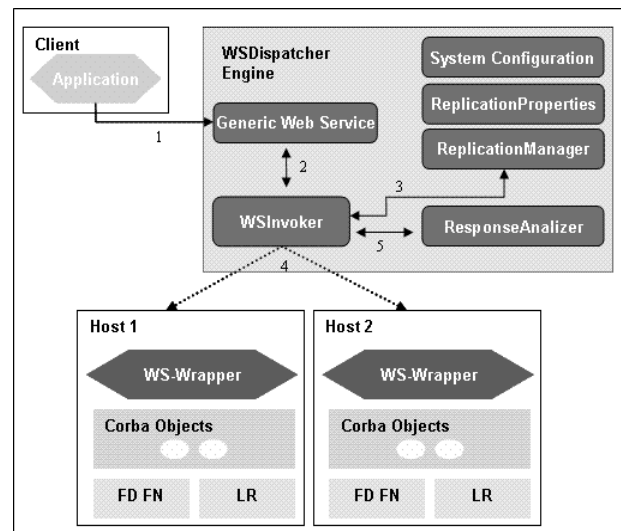 Client
Application
1
WSDispatcher
Engine
System Configuration
ReplicationProperties
ReplicationManager
Generic Web Service
2
3
WSInvoker
5
ResponseAnalizer
4
Host 1
WS-Wrapper
Corba Objects
FD FN
LR
Host 2
WS-Wrapper
Corba Objects
FD FN
LR